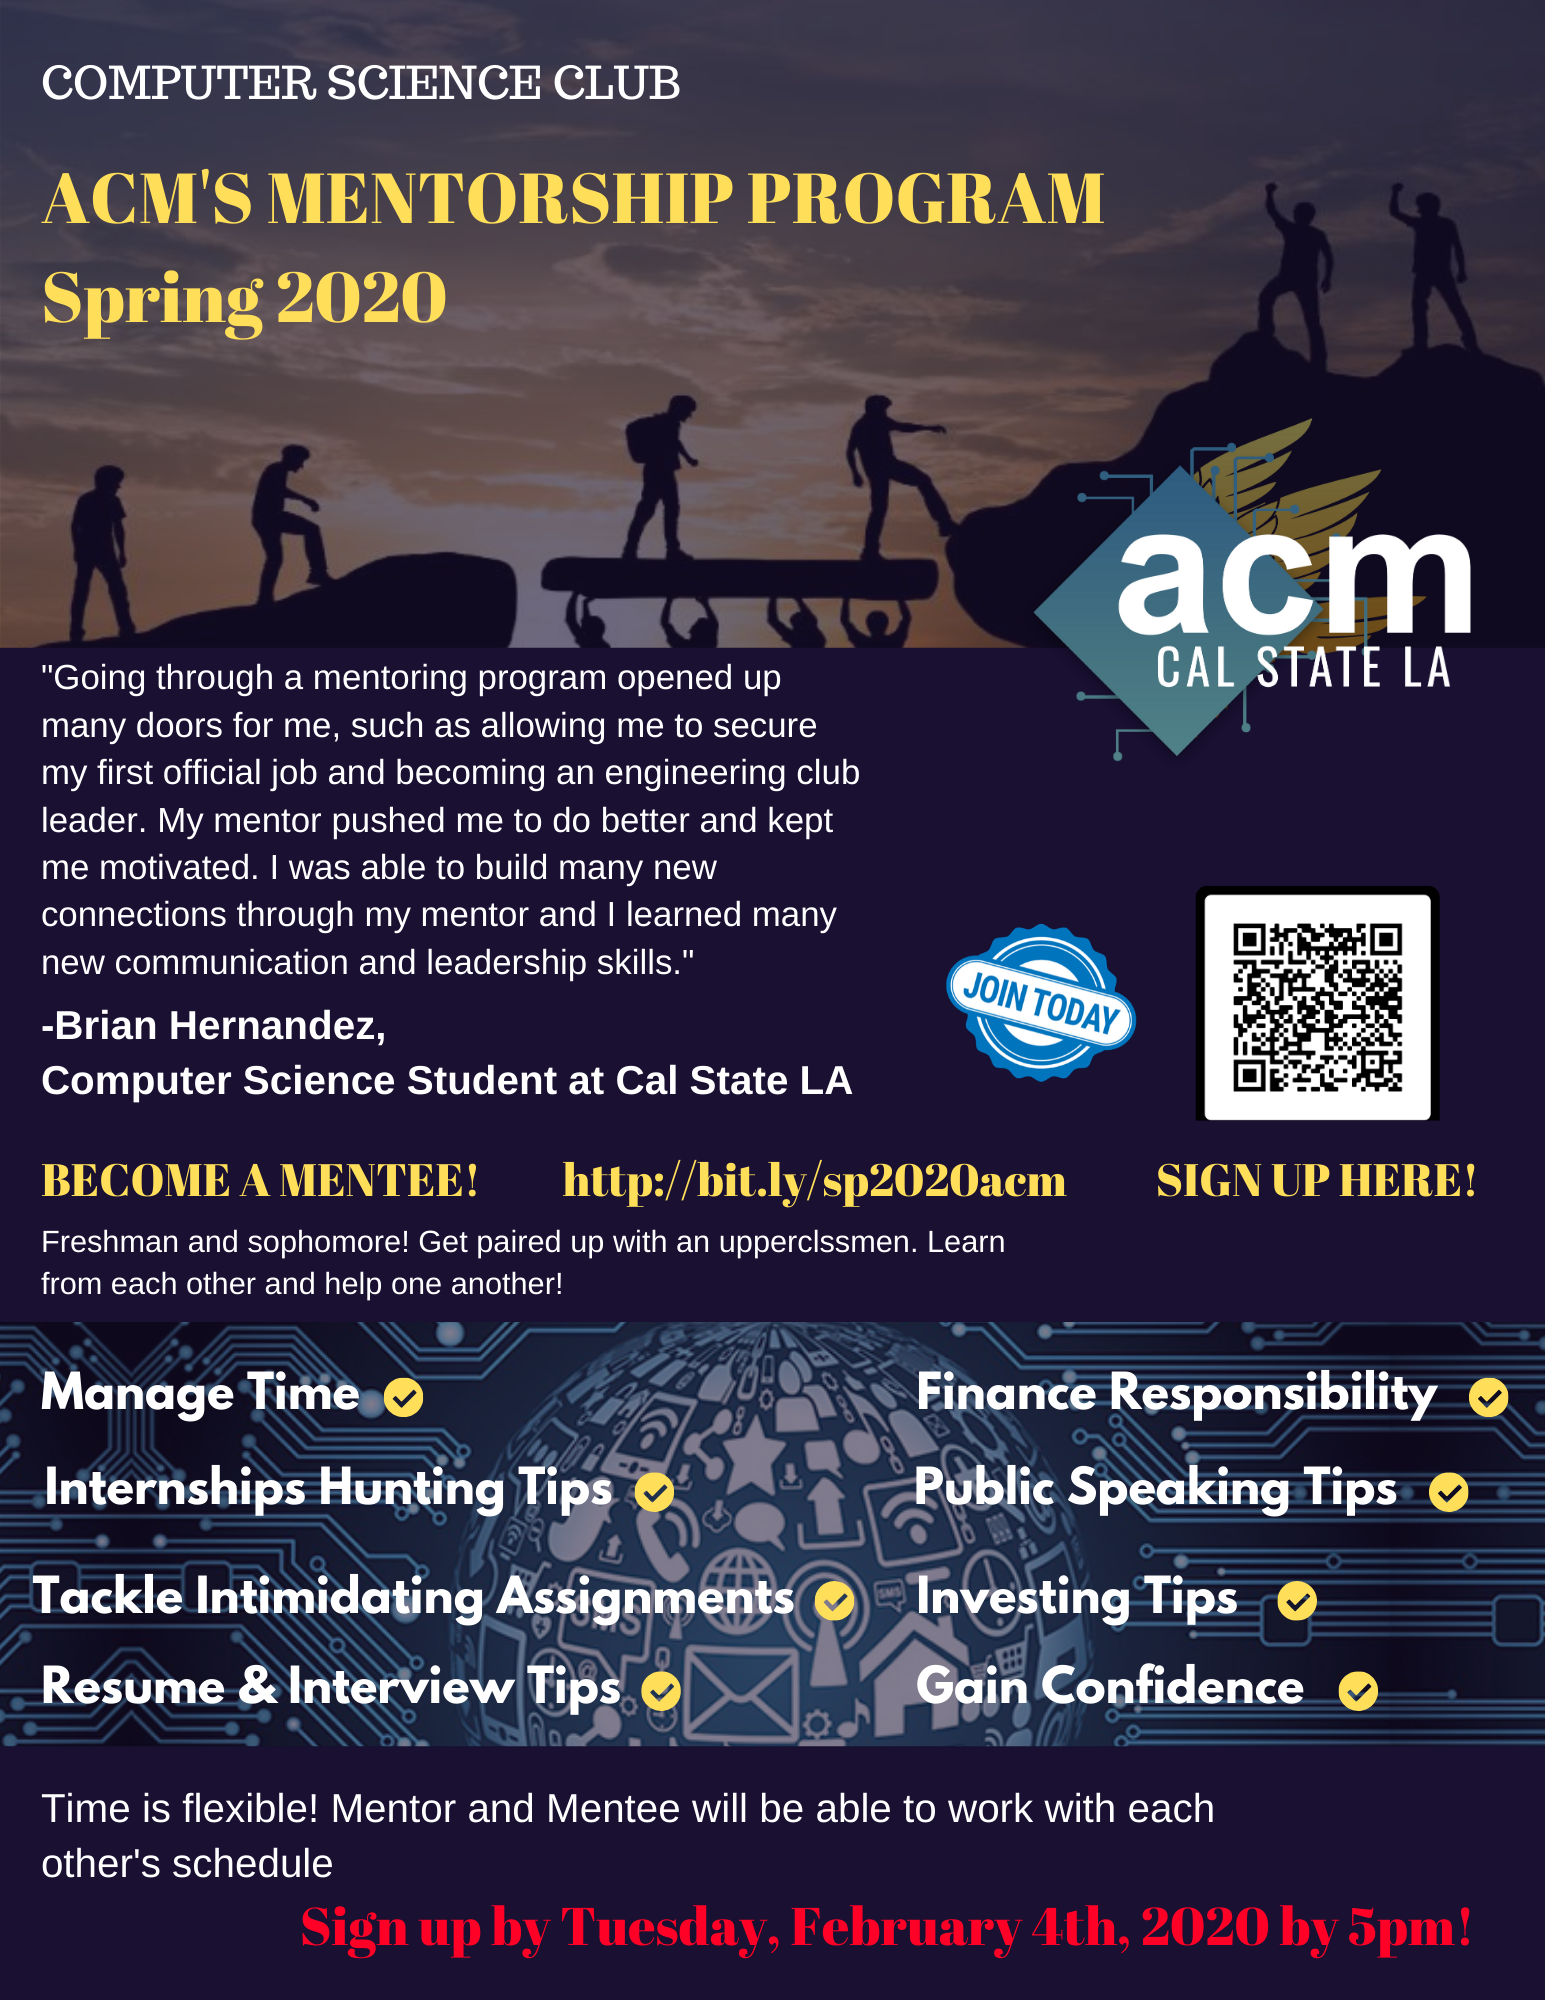 COMPUTER SCIENCE CLUB
ACM'S MENTORSHIP PROGRAM
Spring 2020
acm
CAL STATE LA
"Going through a mentoring program opened up
many doors for me, such as allowing me to secure
my first official job and becoming an engineering club
leader. My mentor pushed me to do better and kept
me motivated. I was able to build many new
connections through my mentor and I learned many
new communication and leadership skills."
-Brian Hernandez,
Computer Science Student at Cal State LA
JOIN TODAY
BECOME A MENTEE! http://bit.ly/sp2020acm SIGN UP HERE!
Freshman and sophomore! Get paired up with an upperclssmen. Learn
from each other and help one another!
Manage Time
Internships Hunting Tips
Tackle Intimidating Assignments
Resume & Interview Tips
Finance Responsibility
Public Speaking Tips
Investing Tips
Gain Confidence
SMS
SMS
Time is flexible! Mentor and Mentee will be able to work with each
other's schedule
Sign up by Tuesday, February 4th, 2020 by 5pm!